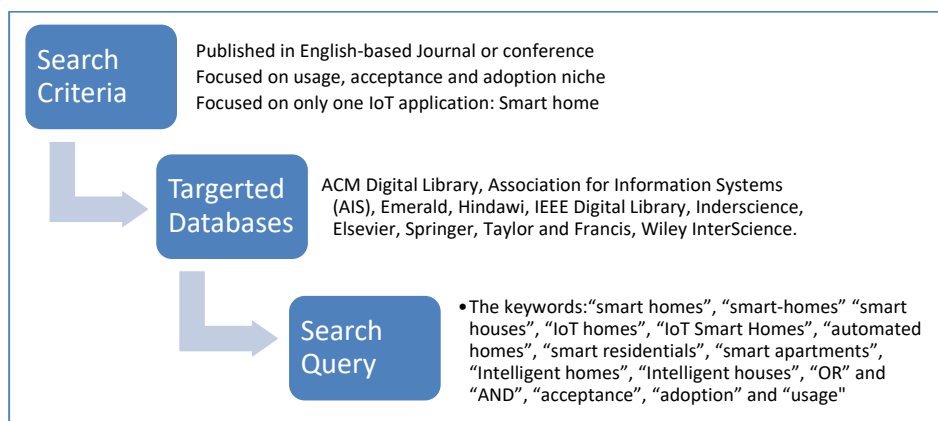 Search
Criteria
Published in English-based Journal or conference
Focused on usage, acceptance and adoption niche
Focused on only one IoT application: Smart home
Targerted
Databases
ACM Digital Library, Association for Information Systems
(AIS), Emerald, Hindawi, IEEE Digital Library, Inderscience,
Elsevier, Springer, Taylor and Francis, Wiley InterScience.
Search
Query
•The keywords:“smart homes”, “smart-homes” “smart
houses”, “IoT homes”, “IoT Smart Homes”, “automated
homes”, “smart residentials”, “smart apartments”,
“Intelligent homes”, “Intelligent houses”, “OR” and
“AND”, “acceptance”, “adoption” and “usage"